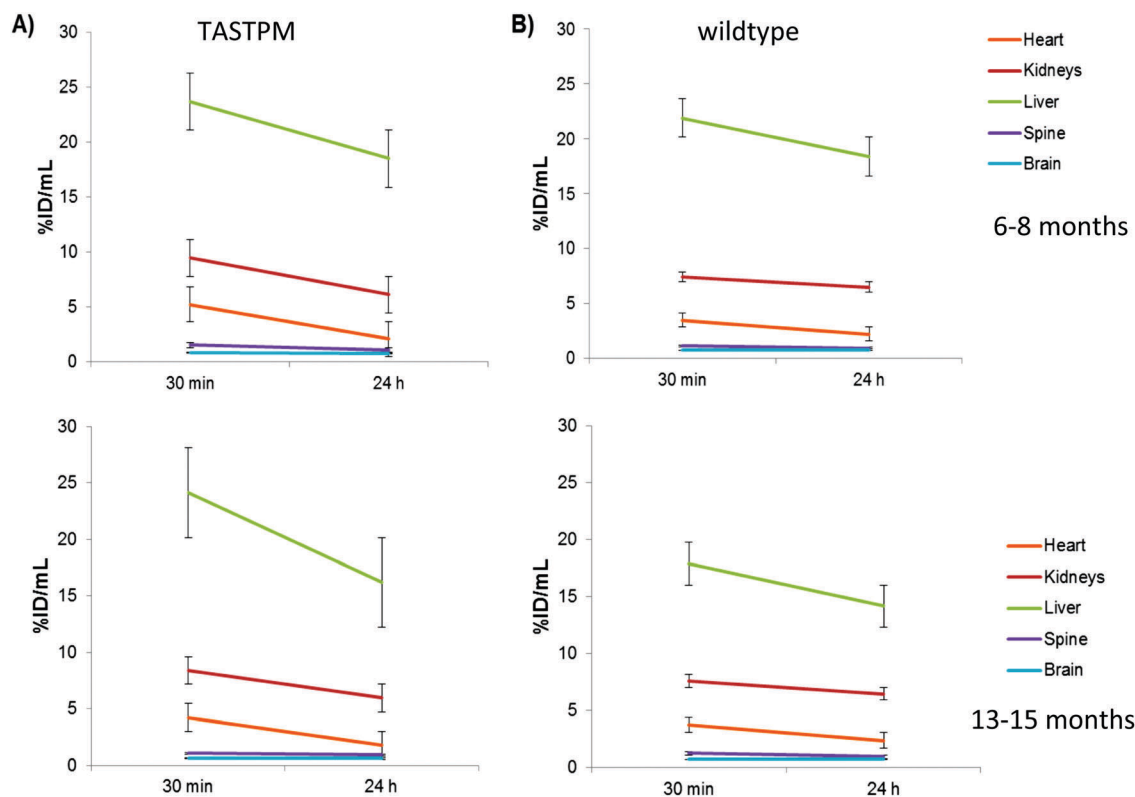 A)
TASTPM
%ID/mL
30
25
20
15
10
5
0
30 min
24 h
B)
wildtype
%ID/mL
30
25
20
15
10
5
0
30 min
24 h
Heart
Kidneys
Liver
Spine
Brain
6-8 months
%ID/mL
30
25
20
15
10
5
0
30 min
24 h
%ID/mL
30
25
20
15
10
5
0
30 min
24 h
Heart
Kidneys
Liver
Spine
Brain
13-15 months